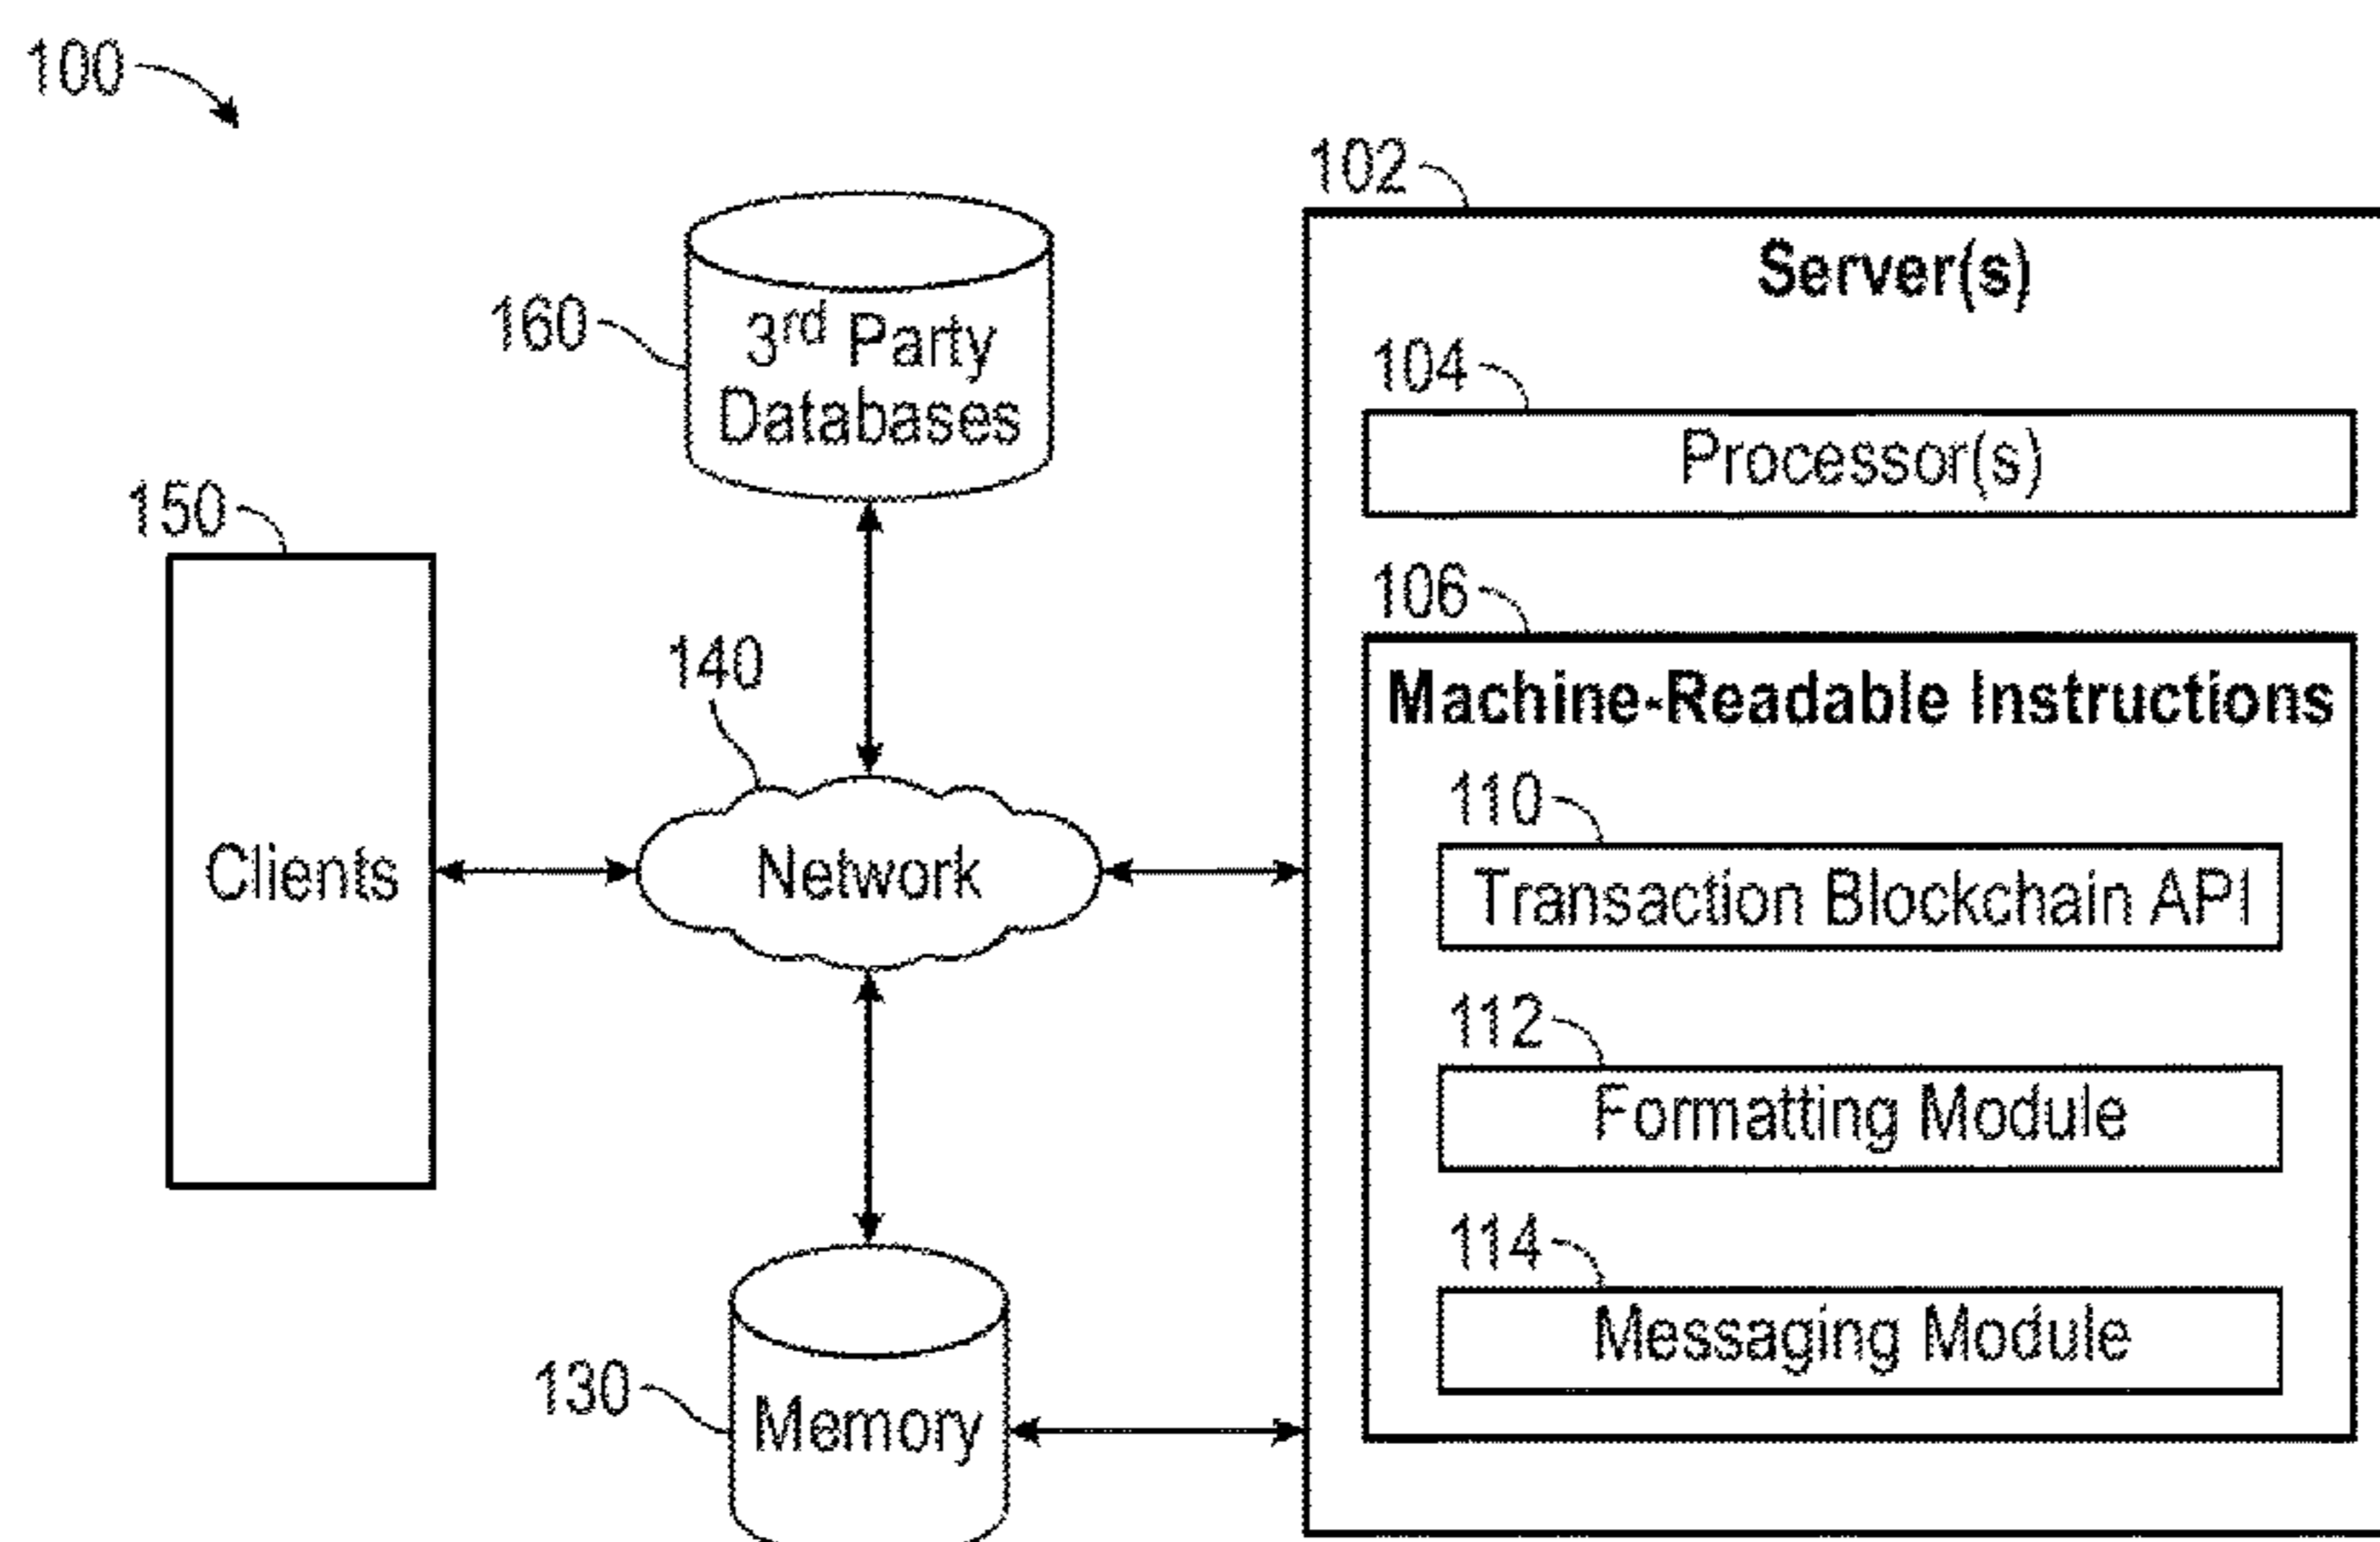 100
102
Server(s)
160
3rd Party
Databases
104
Processor(s)
150
106
140
Machine-Readable Instructions
110
Clients
Network
Transaction Blockchain API
112
Formatting Module
114
Messaging Module
130
Memory